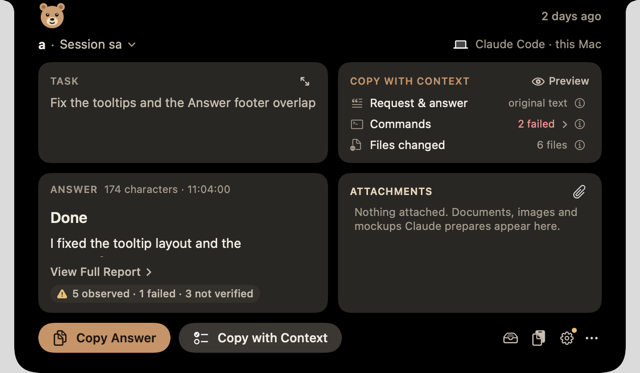 2 days ago
a · Session sa
Claude Code · this Mac
TASK
Fix the tooltips and the Answer footer overlap
COPY WITH CONTEXT
Preview
Request & answer
original text
Commands
2 failed
Files changed
6 files
ANSWER 174 characters · 11:04:00
Done
I fixed the tooltip layout and the
View Full Report
5 observed · 1 failed · 3 not verified
ATTACHMENTS
Nothing attached. Documents, images and
mockups Claude prepares appear here.
Copy Answer
Copy with Context